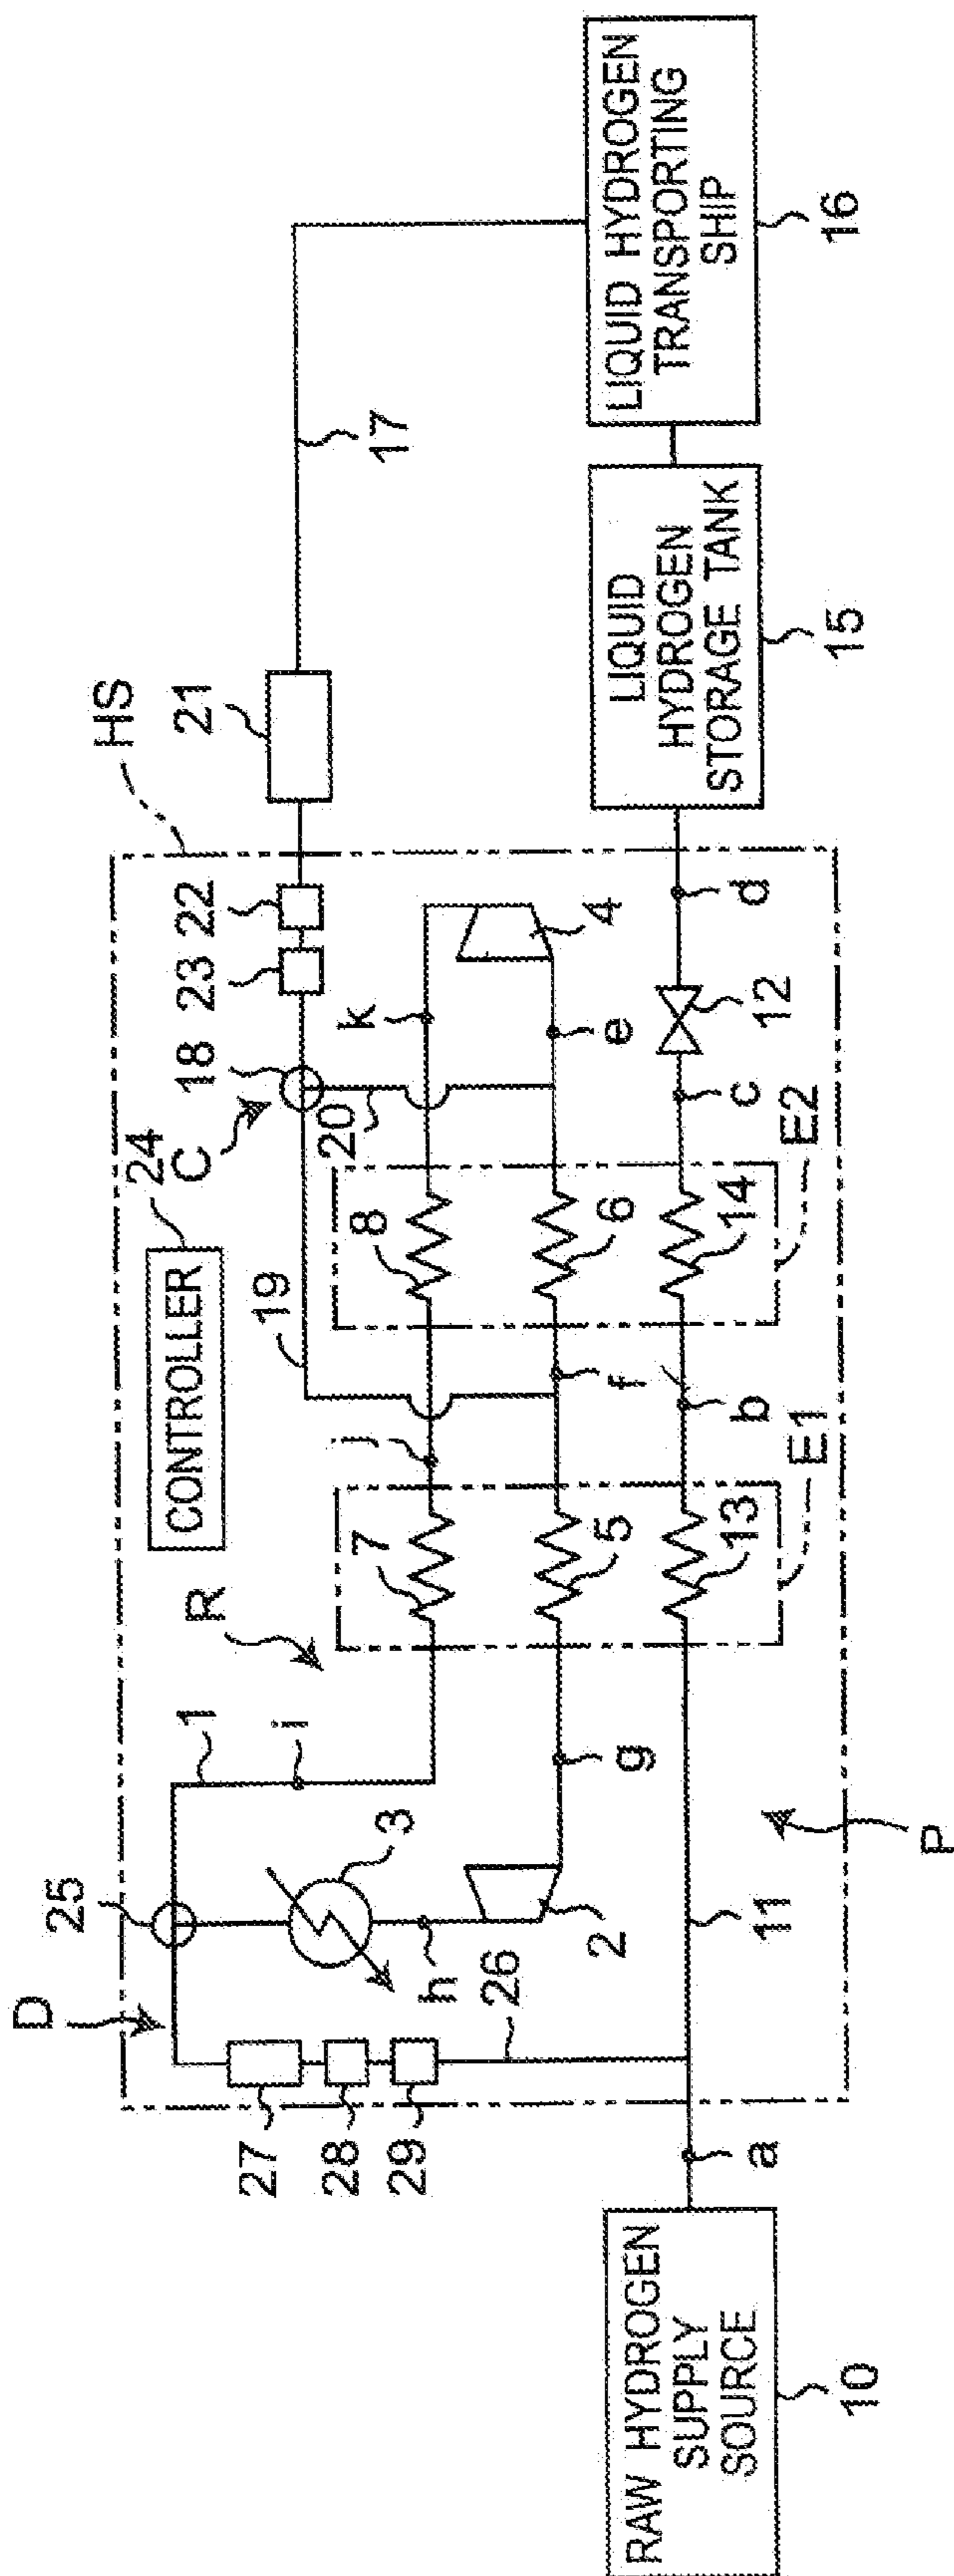 HS
21
22
23
18
C
24
CONTROLLER
17
LIQUID HYDROGEN
TRANSPORTING
SHIP
16
LIQUID
HYDROGEN
STORAGE TANK
15
k
4
e
d
12
c
20
19
8
6
14
E2
f
b
j
7
5
13
E1
R
1
i
g
25
3
2
h
D
26
11
P
27
28
29
a
RAW HYDROGEN
SUPPLY
SOURCE
10